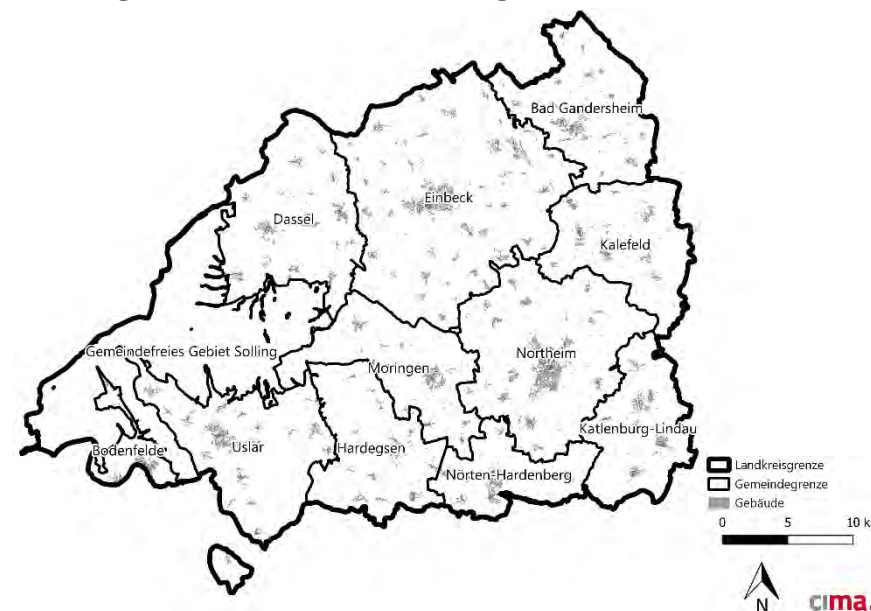 Bad Gandersheim
Einbeck
Dassel
Kalefeld
Gemeindefreies Gebiet Solling
Moringen
Northeim
Katlenburg-Lindau
Bodenfelde
Uslar
Hardegsen
Nörten-Hardenberg
Landkreisgrenze
Gemeindegrenze
Gebäude
0 5 10 k
N
cima.